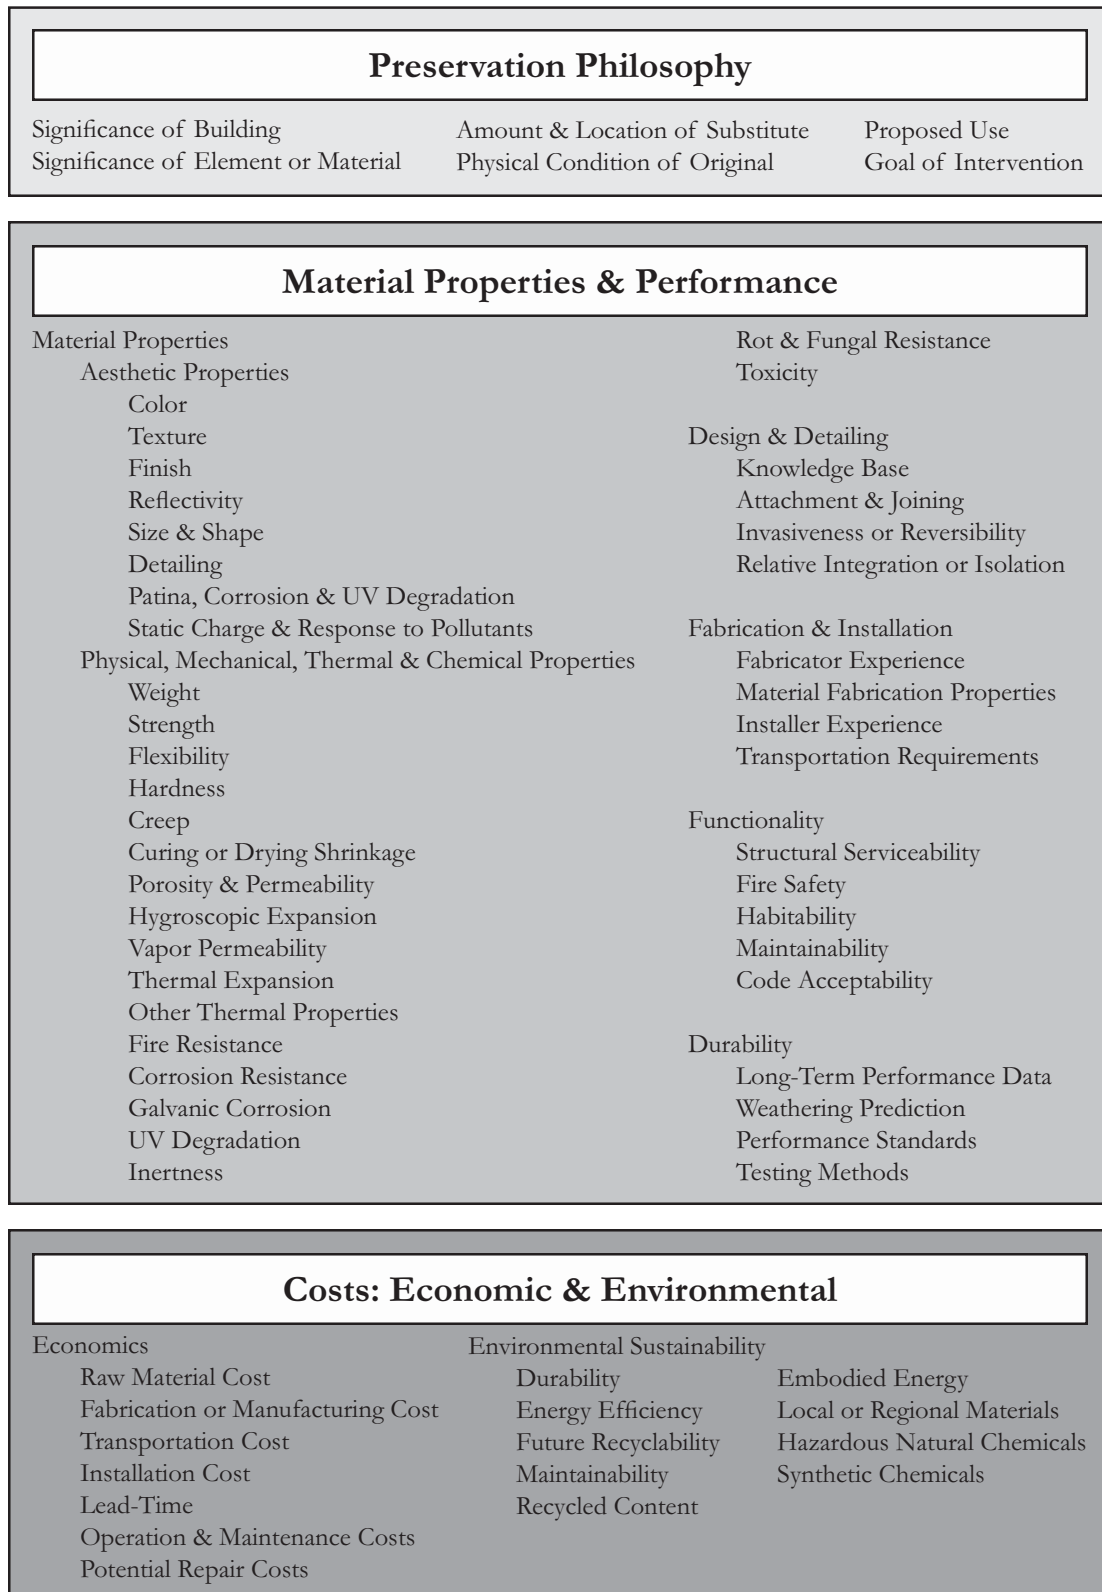 Preservation Philosophy
Significance of Building
Significance of Element or Material
Amount & Location of Substitute
Physical Condition of Original
Proposed Use
Goal of Intervention
Material Properties & Performance
Material Properties
Aesthetic Properties
Color
Texture
Finish
Reflectivity
Size & Shape
Detailing
Patina, Corrosion & UV Degradation
Static Charge & Response to Pollutants
Physical, Mechanical, Thermal & Chemical Properties
Weight
Strength
Flexibility
Hardness
Creep
Curing or Drying Shrinkage
Porosity & Permeability
Hygroscopic Expansion
Vapor Permeability
Thermal Expansion
Other Thermal Properties
Fire Resistance
Corrosion Resistance
Galvanic Corrosion
UV Degradation
Inertness
Rot & Fungal Resistance
Toxicity
Design & Detailing
Knowledge Base
Attachment & Joining
Invasiveness or Reversibility
Relative Integration or Isolation
Fabrication & Installation
Fabricator Experience
Material Fabrication Properties
Installer Experience
Transportation Requirements
Functionality
Structural Serviceability
Fire Safety
Habitability
Maintainability
Code Acceptability
Durability
Long-Term Performance Data
Weathering Prediction
Performance Standards
Testing Methods
Costs: Economic & Environmental
Economics
Raw Material Cost
Fabrication or Manufacturing Cost
Transportation Cost
Installation Cost
Lead-Time
Operation & Maintenance Costs
Potential Repair Costs
Environmental Sustainability
Durability
Energy Efficiency
Future Recyclability
Maintainability
Recycled Content
Embodied Energy
Local or Regional Materials
Hazardous Natural Chemicals
Synthetic Chemicals